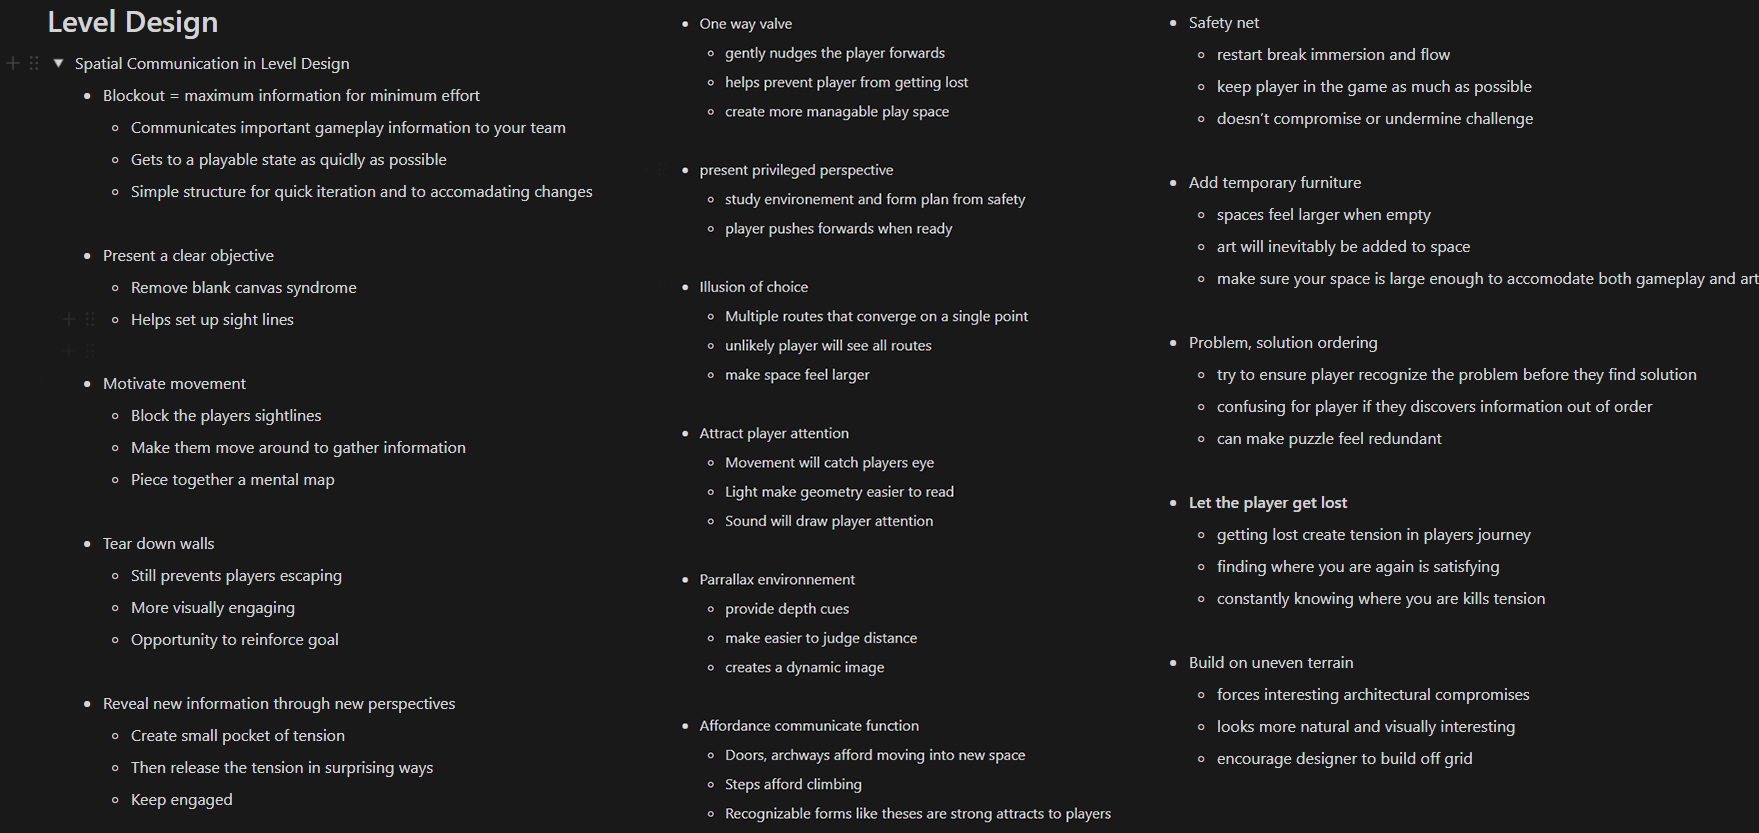 Level Design
Spatial Communication in Level Design
Blockout = maximum information for minimum effort
Communicates important gameplay information to your team
Gets to a playable state as quiclly as possible
Simple structure for quick iteration and to accomadating changes
Present a clear objective
Remove blank canvas syndrome
Helps set up sight lines
Motivate movement
Block the players sightlines
Make them move around to gather information
Piece together a mental map
Tear down walls
Still prevents players escaping
More visually engaging
Opportunity to reinforce goal
Reveal new information through new perspectives
Create small pocket of tension
Then release the tension in surprising ways
Keep engaged
One way valve
gently nudges the player forwards
helps prevent player from getting lost
create more managable play space
present privileged perspective
study environement and form plan from safety
player pushes forwards when ready
Illusion of choice
Multiple routes that converge on a single point
unlikely player will see all routes
make space feel larger
Attract player attention
Movement will catch players eye
Light make geometry easier to read
Sound will draw player attention
Parrallax environnement
provide depth cues
make easier to judge distance
creates a dynamic image
Affordance communicate function
Doors, archways afford moving into new space
Steps afford climbing
Recognizable forms like theses are strong attracts to players
Safety net
restart break immersion and flow
keep player in the game as much as possible
doesn't compromise or undermine challenge
Add temporary furniture
spaces feel larger when empty
art will inevitably be added to space
make sure your space is large enough to accomodate both gameplay and art
Problem, solution ordering
try to ensure player recognize the problem before they find solution
confusing for player if they discovers information out of order
can make puzzle feel redundant
Let the player get lost
getting lost create tension in players journey
finding where you are again is satisfying
constantly knowing where you are kills tension
Build on uneven terrain
forces interesting architectural compromises
looks more natural and visually interesting
encourage designer to build off grid